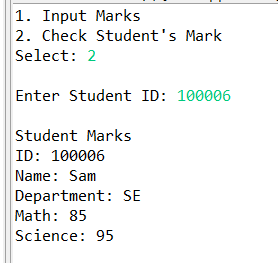 1. Input Marks
2. Check Student's Mark
Select: 2
Enter Student ID: 100006
Student Marks
ID: 100006
Name: Sam
Department: SE
Math: 85
Science: 95